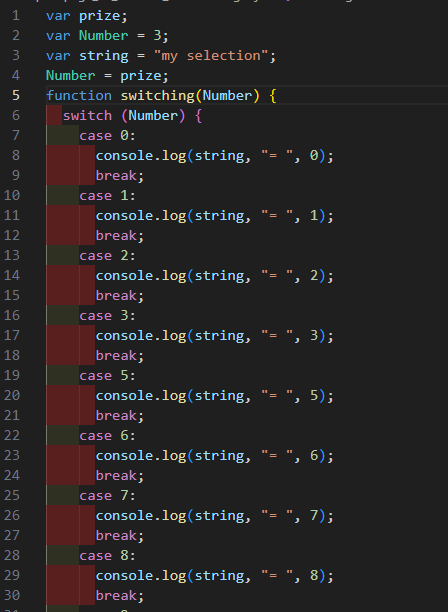 1 var prize;
2 var Number = 3;
3 var string = "my selection";
4 Number = prize;
5 function switching(Number) {
6   switch (Number) {
7     case 0:
8       console.log(string, "= ", 0);
9       break;
10     case 1:
11       console.log(string, "= ", 1);
12       break;
13     case 2:
14       console.log(string, "= ", 2);
15       break;
16     case 3:
17       console.log(string, "= ", 3);
18       break;
19     case 5:
20       console.log(string, "= ", 5);
21       break;
22     case 6:
23       console.log(string, "= ", 6);
24       break;
25     case 7:
26       console.log(string, "= ", 7);
27       break;
28     case 8:
29       console.log(string, "= ", 8);
30       break;